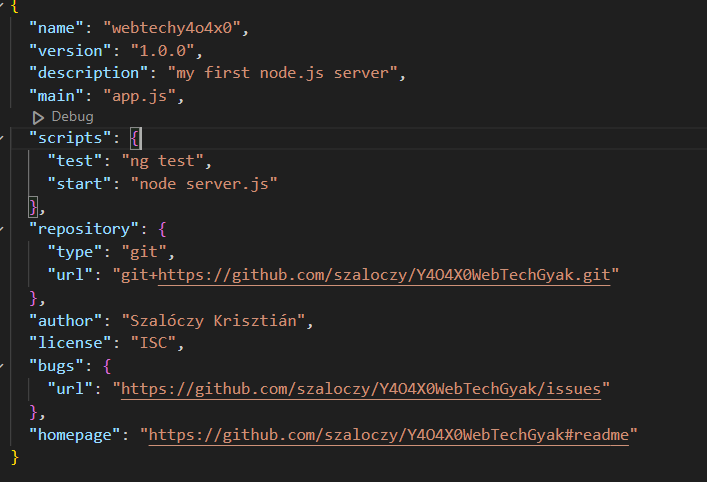 {
"name": "webtechy4o4x0",
"version": "1.0.0",
"description": "my first node.js server",
"main": "app.js",
Debug
"scripts": {
"test": "ng test",
"start": "node server.js"
},
"repository": {
"type": "git",
"url": "git+https://github.com/szaloczy/Y4O4X0WebTechGyak.git"
},
"author": "Szalóczy Krisztián",
"license": "ISC",
"bugs": {
"url": "https://github.com/szaloczy/Y4O4X0WebTechGyak/issues"
},
"homepage": "https://github.com/szaloczy/Y4O4X0WebTechGyak#readme"
}